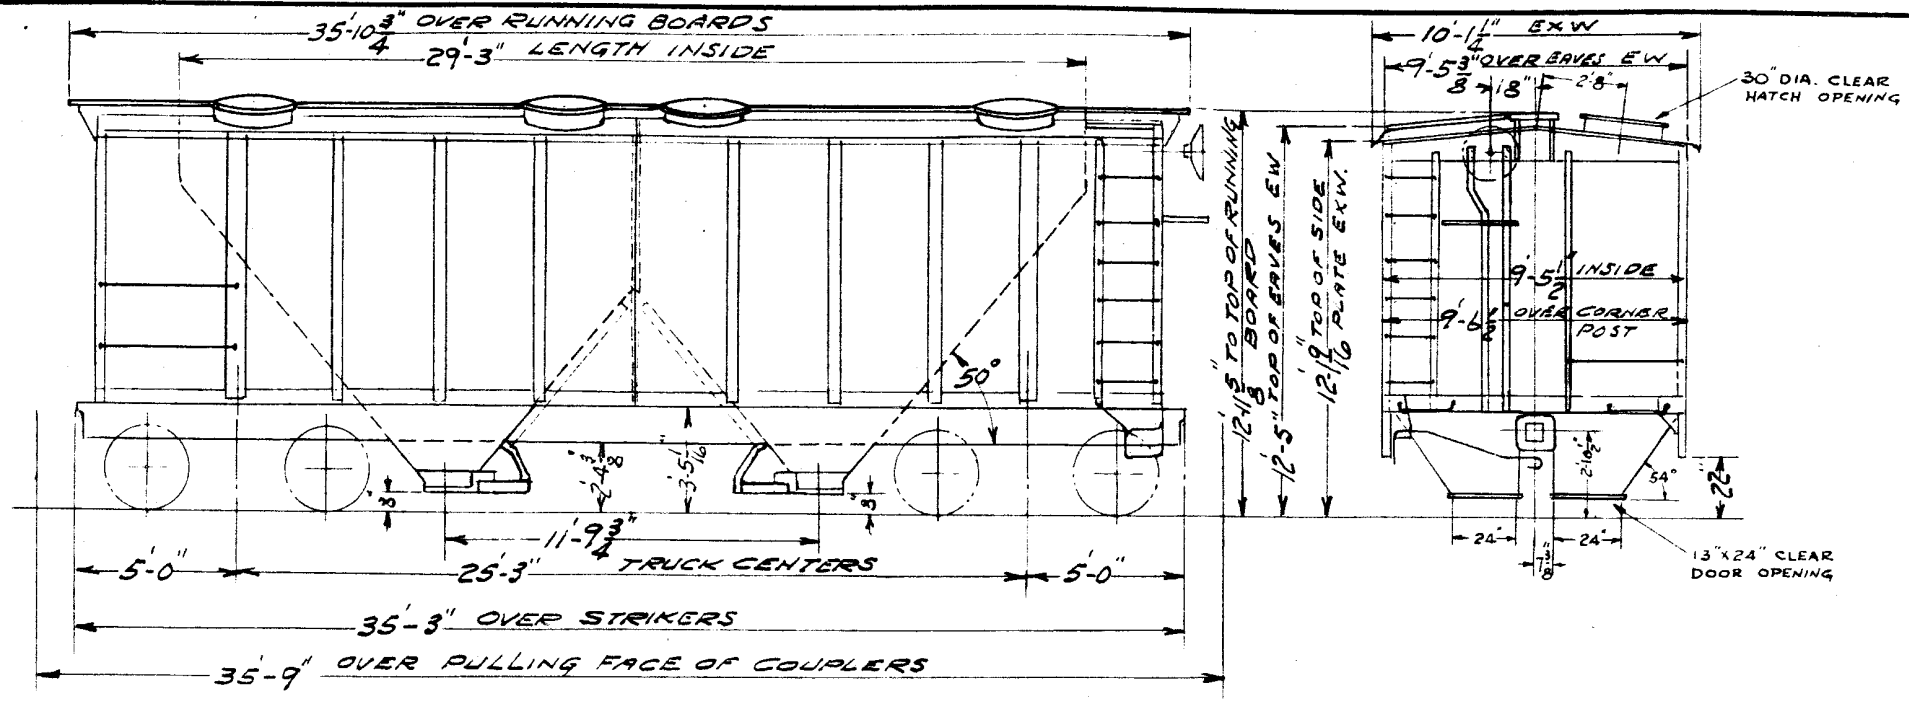 35'-10 3/4" OVER RUNNING BOARDS
29'-3" LENGTH INSIDE
50°
8"
2'-4 3/8"
3'-5 1/16"
8"
11'-9 3/4"
5'-0"
25'-3" TRUCK CENTERS
5'-0"
35'-3" OVER STRIKERS
35'-9" OVER PULLING FACE OF COUPLERS
12'-11 5/8" TO TOP OF RUNNING
BOARD
12'-5" TOP OF EAVES EW
12'-1 9/16" TOP OF SIDE
PLATE EXW.
10'-1 1/4" EXW
9'-5 3/8" OVER EAVES EW
1'8"
2'-8"
30" DIA. CLEAR
HATCH OPENING
9'-5 1/2" INSIDE
9'-6 1/2" OVER CORNER
POST
2'-10 1/2"
54°
22"
24"
24"
7 3/8"
13"X24" CLEAR
DOOR OPENING